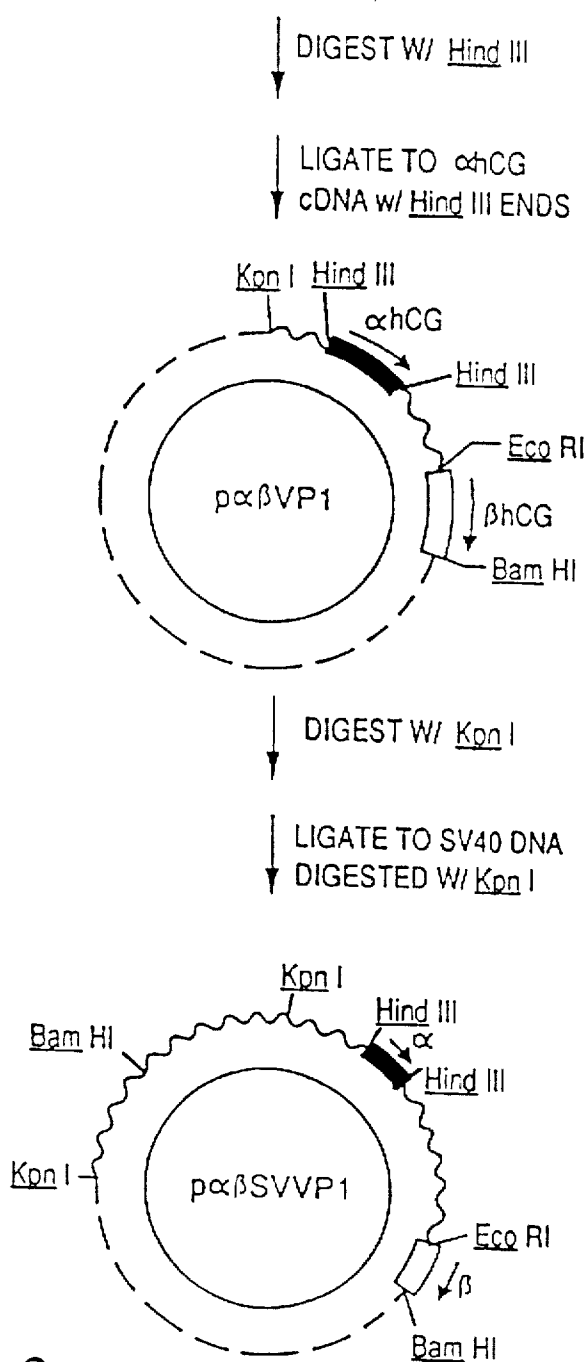 DIGEST W/ Hind III
LIGATE TO αhCG
cDNA w/ Hind III ENDS
Kpn I Hind III
αhCG
Hind III
Eco RI
pαβVP1
βhCG
Bam HI
DIGEST W/ Kpn I
LIGATE TO SV40 DNA
DIGESTED W/ Kpn I
Kpn I
Hind III
Bam HI
α
Hind III
Kpn I
pαβSVVP1
Eco RI
β
Bam HI